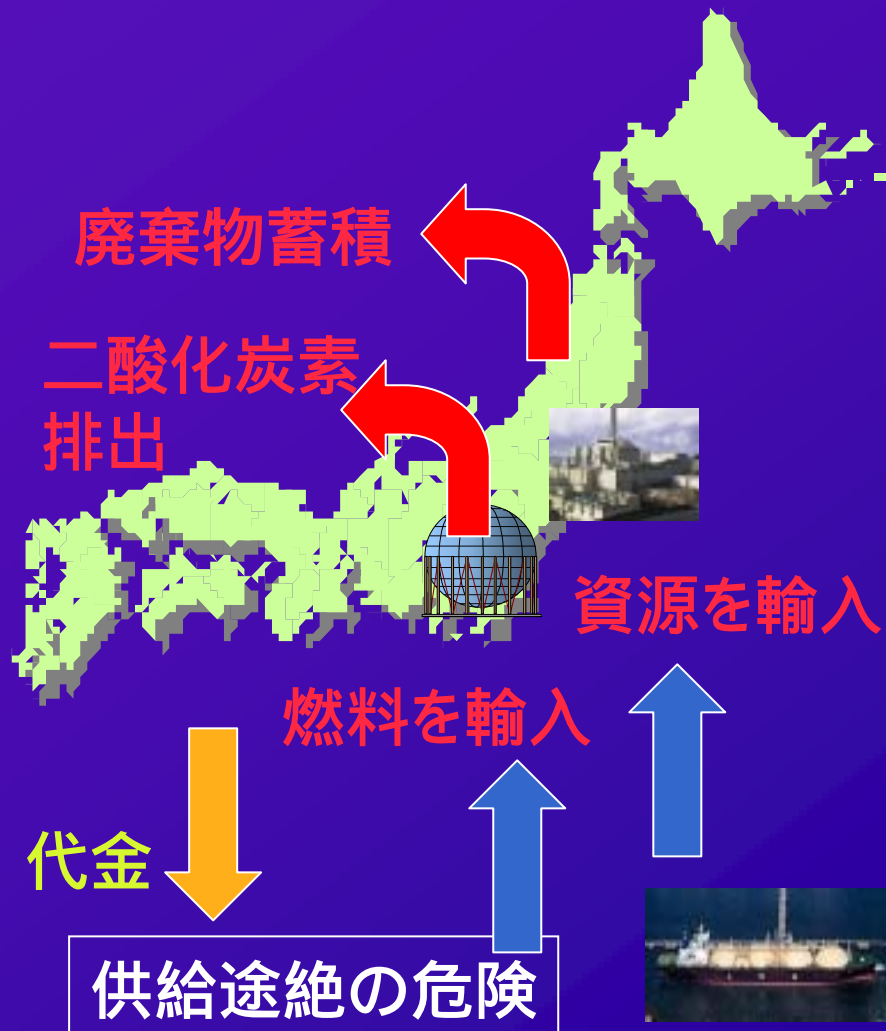 廃棄物蓄積
二酸化炭素
排出
資源を輸入
燃料を輸入
代金
供給途絶の危険